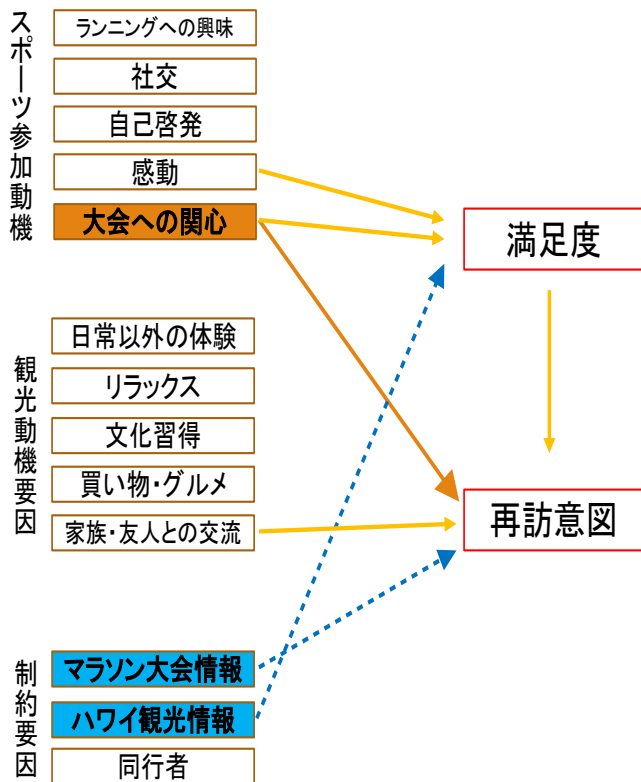 スポーツ参加動機
ランニングへの興味
社交
自己啓発
感動
大会への関心
満足度
観光動機要因
日常以外の体験
リラックス
文化習得
買い物・グルメ
家族・友人との交流
再訪意図
制約要因
マラソン大会情報
ハワイ観光情報
同行者